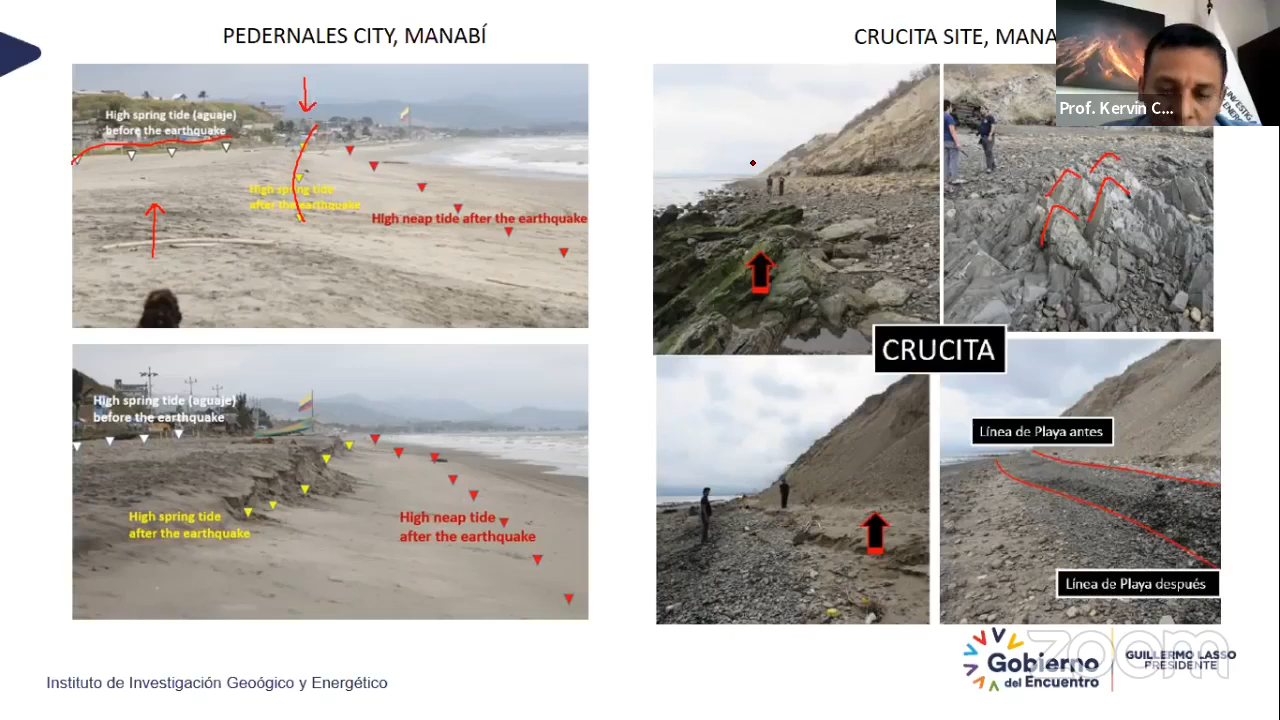 PEDERNALES CITY, MANABÍ
CRUCITA SITE, MANA
Prof. Kervin C...
High spring tide (aguaje)
before the earthquake
High spring tide
after the earthquake
High neap tide after the earthquake
High spring tide (aguaje)
before the earthquake
High spring tide
after the earthquake
High neap tide
after the earthquake
CRUCITA
Línea de Playa antes
Línea de Playa después
zoom
Gobierno
del Encuentro
GUILLERMO LASSO
PRESIDENTE
Instituto de Investigación Geogógico y Energético